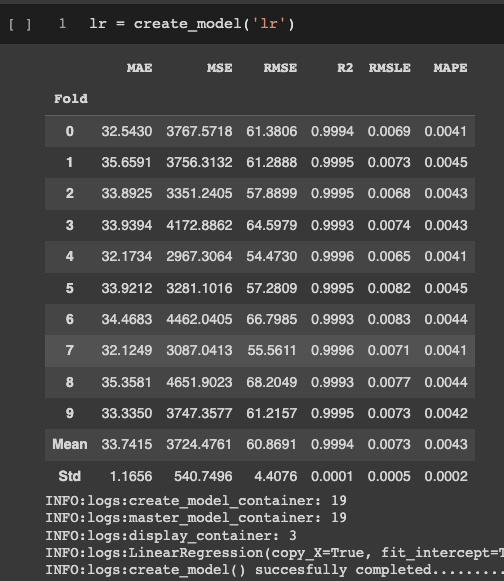 [ ] 1 lr = create_model('lr')
MAE MSE RMSE R2 RMSLE MAPE
Fold
0 32.5430 3767.5718 61.3806 0.9994 0.0069 0.0041
1 35.6591 3756.3132 61.2888 0.9995 0.0073 0.0045
2 33.8925 3351.2405 57.8899 0.9995 0.0068 0.0043
3 33.9394 4172.8862 64.5979 0.9993 0.0074 0.0043
4 32.1734 2967.3064 54.4730 0.9996 0.0065 0.0041
5 33.9212 3281.1016 57.2809 0.9995 0.0082 0.0045
6 34.4683 4462.0405 66.7985 0.9993 0.0083 0.0044
7 32.1249 3087.0413 55.5611 0.9996 0.0071 0.0041
8 35.3581 4651.9023 68.2049 0.9993 0.0077 0.0044
9 33.3350 3747.3577 61.2157 0.9995 0.0073 0.0042
Mean 33.7415 3724.4761 60.8691 0.9994 0.0073 0.0043
Std 1.1656 540.7496 4.4076 0.0001 0.0005 0.0002
INFO:logs:create_model_container: 19
INFO:logs:master_model_container: 19
INFO:logs:display_container: 3
INFO:logs:LinearRegression(copy_X=True, fit_intercept=T
INFO:logs:create_model() succesfully completed.........